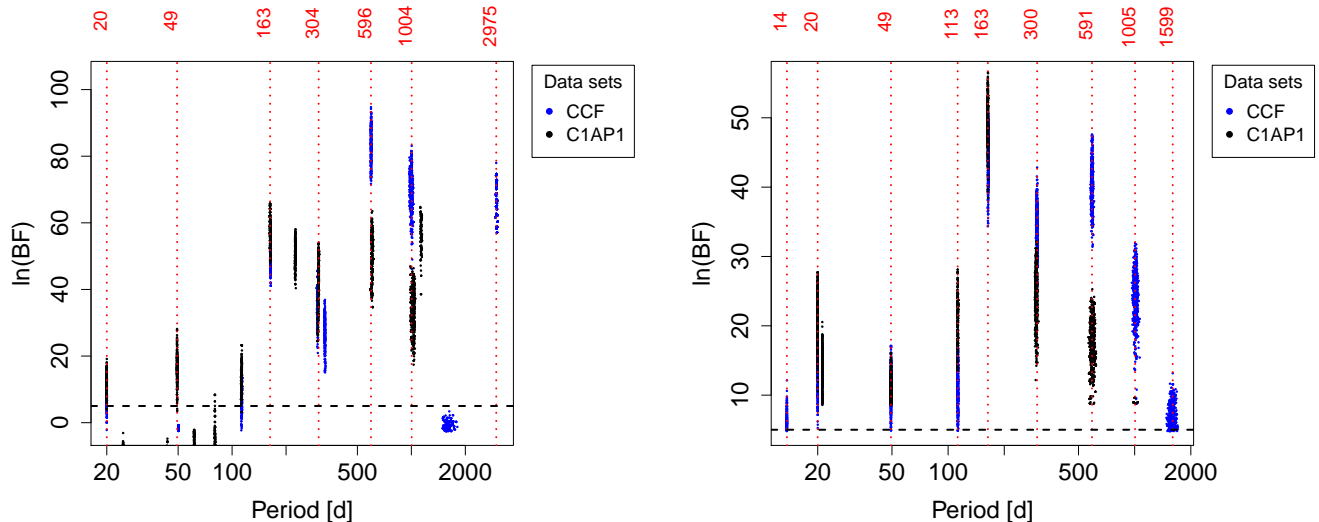 20 49 163 304 596 1004 2975
ln(BF)
100
80
60
40
20
0
20 50 100 500 2000
Period [d]
Data sets
CCF
C1AP1
14 20 49 113 163 300 591 1005 1599
ln(BF)
50
40
30
20
10
20 100 500 2000
Period [d]
Data sets
CCF
C1AP1